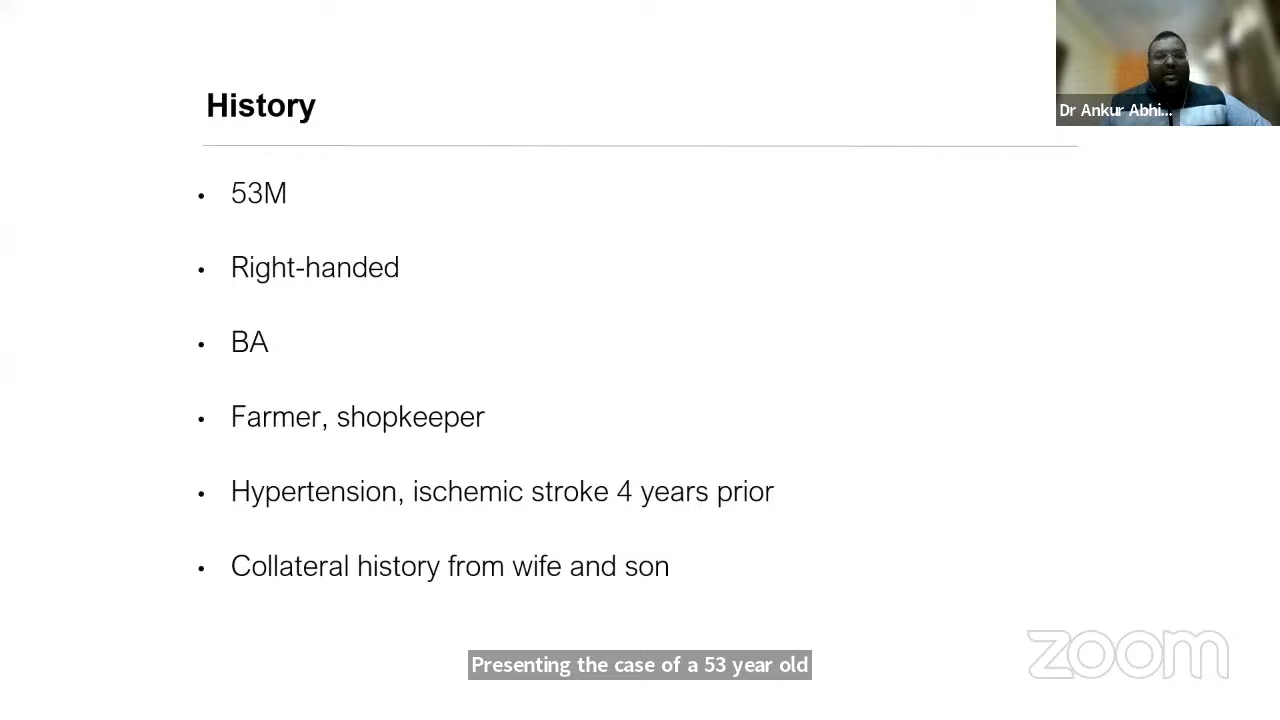 History
Dr Ankur Abhi...
• 53M
• Right-handed
• BA
• Farmer, shopkeeper
• Hypertension, ischemic stroke 4 years prior
• Collateral history from wife and son
Presenting the case of a 53 year old
zoom